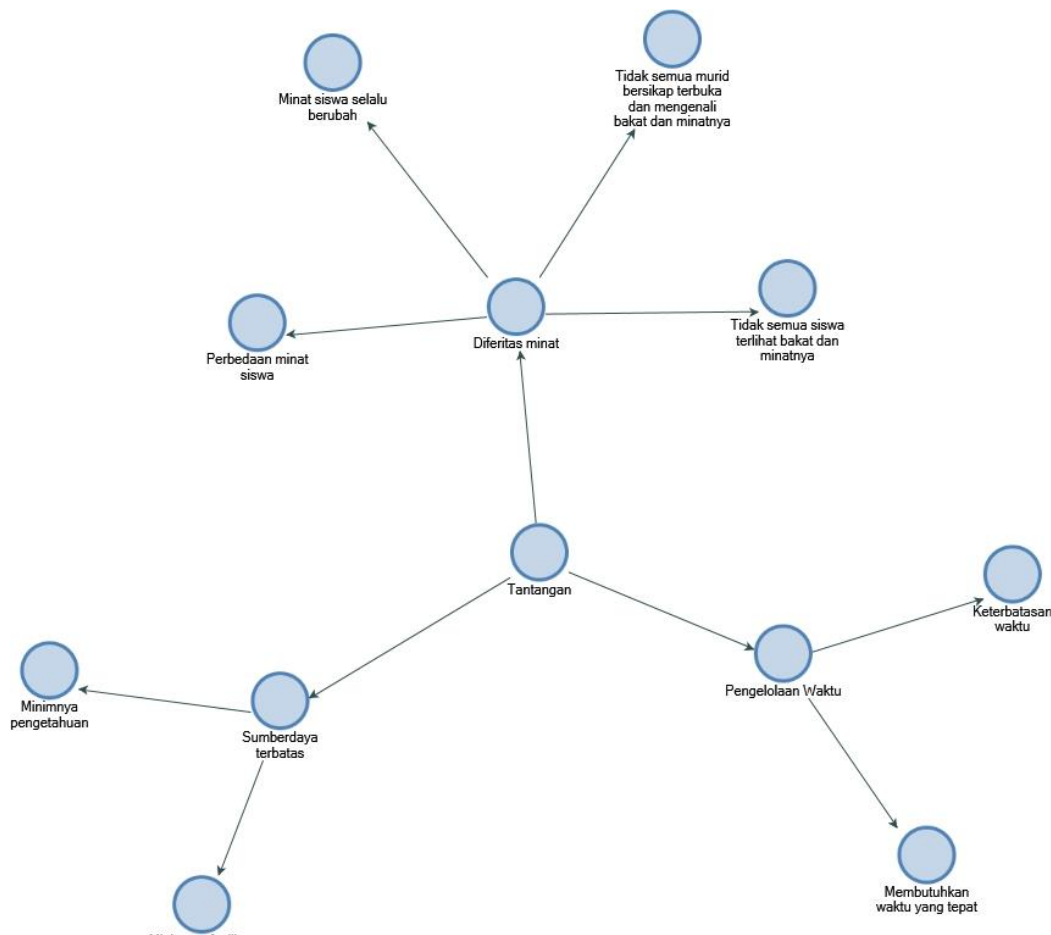 Minat siswa selalu
berubah
Tidak semua murid
bersikap terbuka
dan mengenali
bakat dan minatnya
Perbedaan minat
siswa
Diferitas minat
Tidak semua siswa
terlihat bakat dan
minatnya
Tantangan
Keterbatasan
waktu
Pengelolaan Waktu
Minimnya
pengetahuan
Sumberdaya
terbatas
Membutuhkan
waktu yang tepat